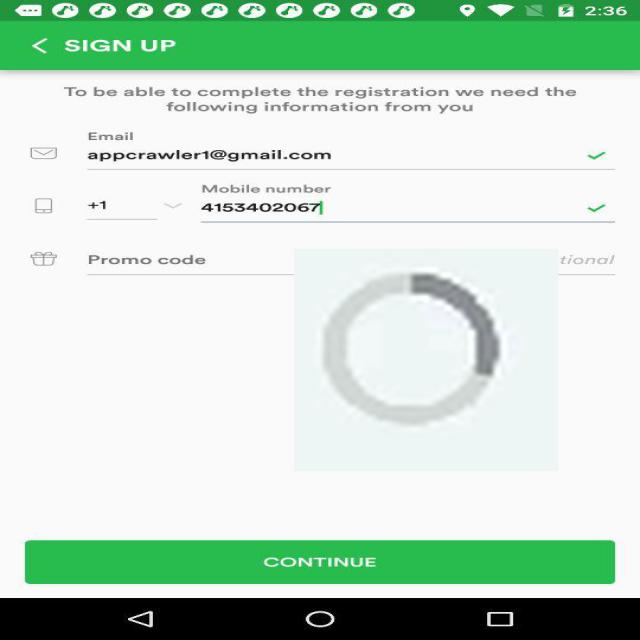 2:36
SIGN UP
To be able to complete the registration we need the
following information from you
Email
appcrawler1@gmail.com
Mobile number
+1
4153402067
Promo code
tional
CONTINUE